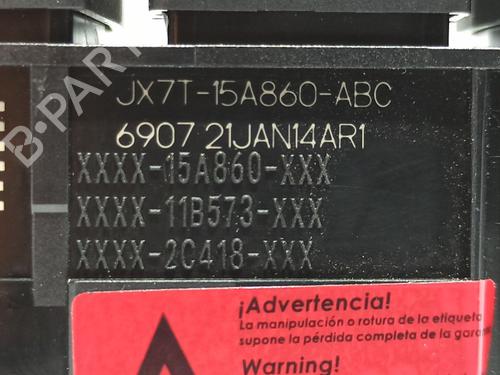 B-PARTS
JX7T-15A860-ABC
6907 21JAN14AR1
XXXX-15A860-XXX
XXXX-11B573-XXX
XXXX-2C418-XXX
¡Advertencia!
La manipulación o rotura de la etiqueta
supone la pérdida completa de la
Warning!